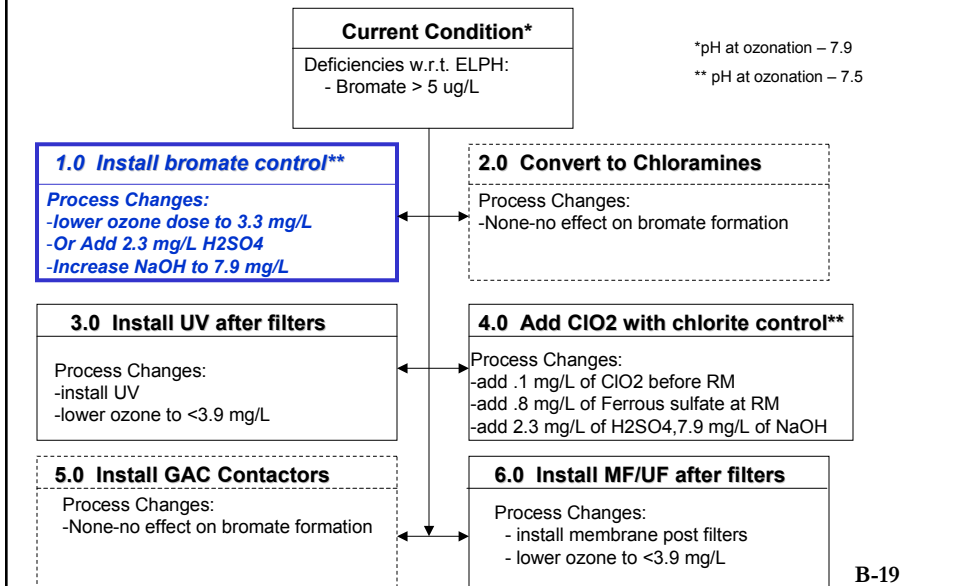 Current Condition*
Deficiencies w.r.t. ELPH:
- Bromate > 5 ug/L
*pH at ozonation – 7.9
** pH at ozonation – 7.5
1.0 Install bromate control**
Process Changes:
-lower ozone dose to 3.3 mg/L
-Or Add 2.3 mg/L H2SO4
-Increase NaOH to 7.9 mg/L
2.0 Convert to Chloramines
Process Changes:
-None-no effect on bromate formation
3.0 Install UV after filters
Process Changes:
-install UV
-lower ozone to <3.9 mg/L
4.0 Add ClO2 with chlorite control**
Process Changes:
-add .1 mg/L of ClO2 before RM
-add .8 mg/L of Ferrous sulfate at RM
-add 2.3 mg/L of H2SO4,7.9 mg/L of NaOH
5.0 Install GAC Contactors
Process Changes:
-None-no effect on bromate formation
6.0 Install MF/UF after filters
Process Changes:
- install membrane post filters
- lower ozone to <3.9 mg/L
B-19